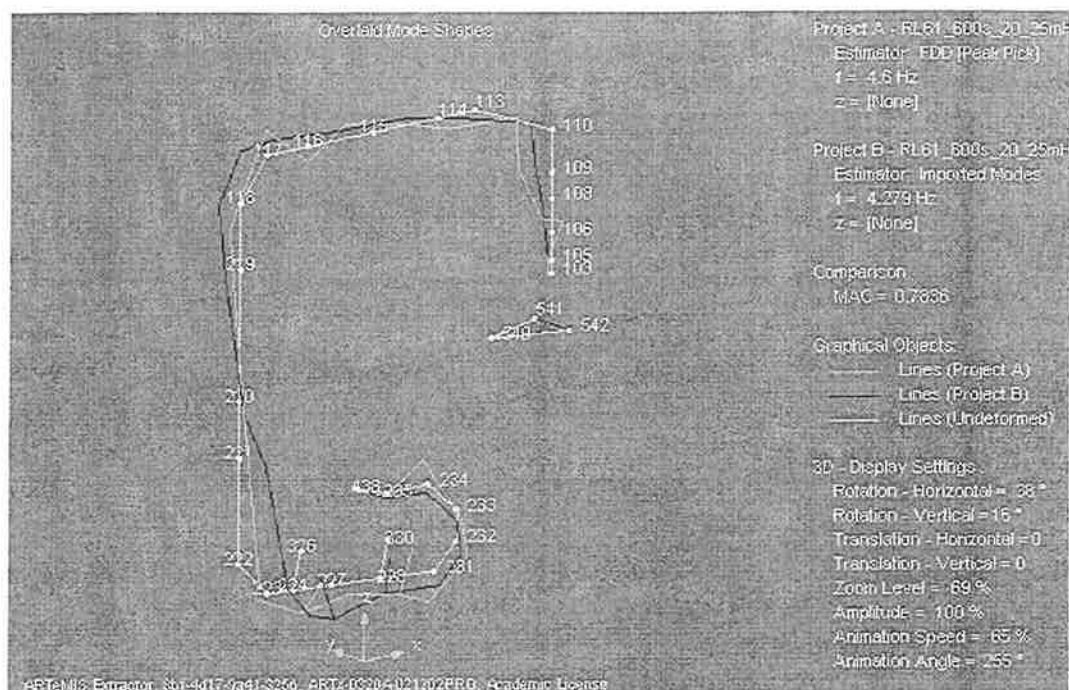 Overlaid Mode Shapes
Project A - RL61_600s_20_25mH
Estimator: FDD [Peak Pick]
f = 4.6 Hz
z = [None]
Project B - RL61_600s_20_25mH
Estimator: Imported Modes
f = 4.279 Hz
z = [None]
Comparison:
MAC = 0.7836
Graphical Objects:
Lines (Project A)
Lines (Project B)
Lines (Undeformed)
3D - Display Settings:
Rotation - Horizontal = 38 °
Rotation - Vertical = 15 °
Translation - Horizontal = 0
Translation - Vertical = 0
Zoom Level = 69 %
Amplitude = 100 %
Animation Speed = 65 %
Animation Angle = 255 °
113
114
110
115
116
109
118
108
106
105
103
541
542
234
233
232
230
231
226
227
228
222
Z
Y
X
ARTeMIS Extractor, Academic License